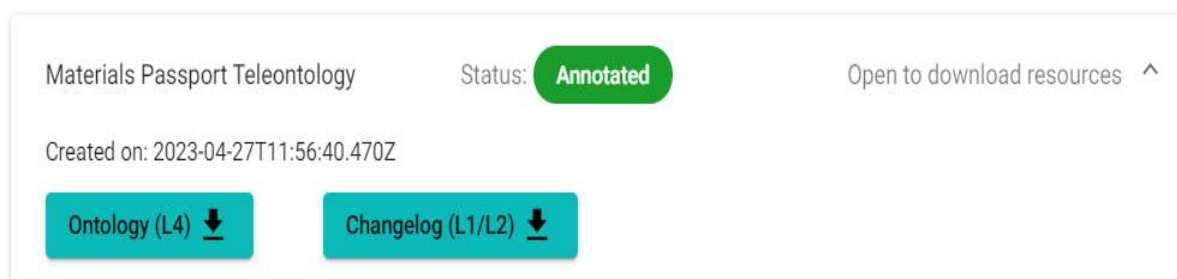 Materials Passport Teleontology Status: Annotated Open to download resources
Created on: 2023-04-27T11:56:40.470Z
Ontology (L4) Changelog (L1/L2)